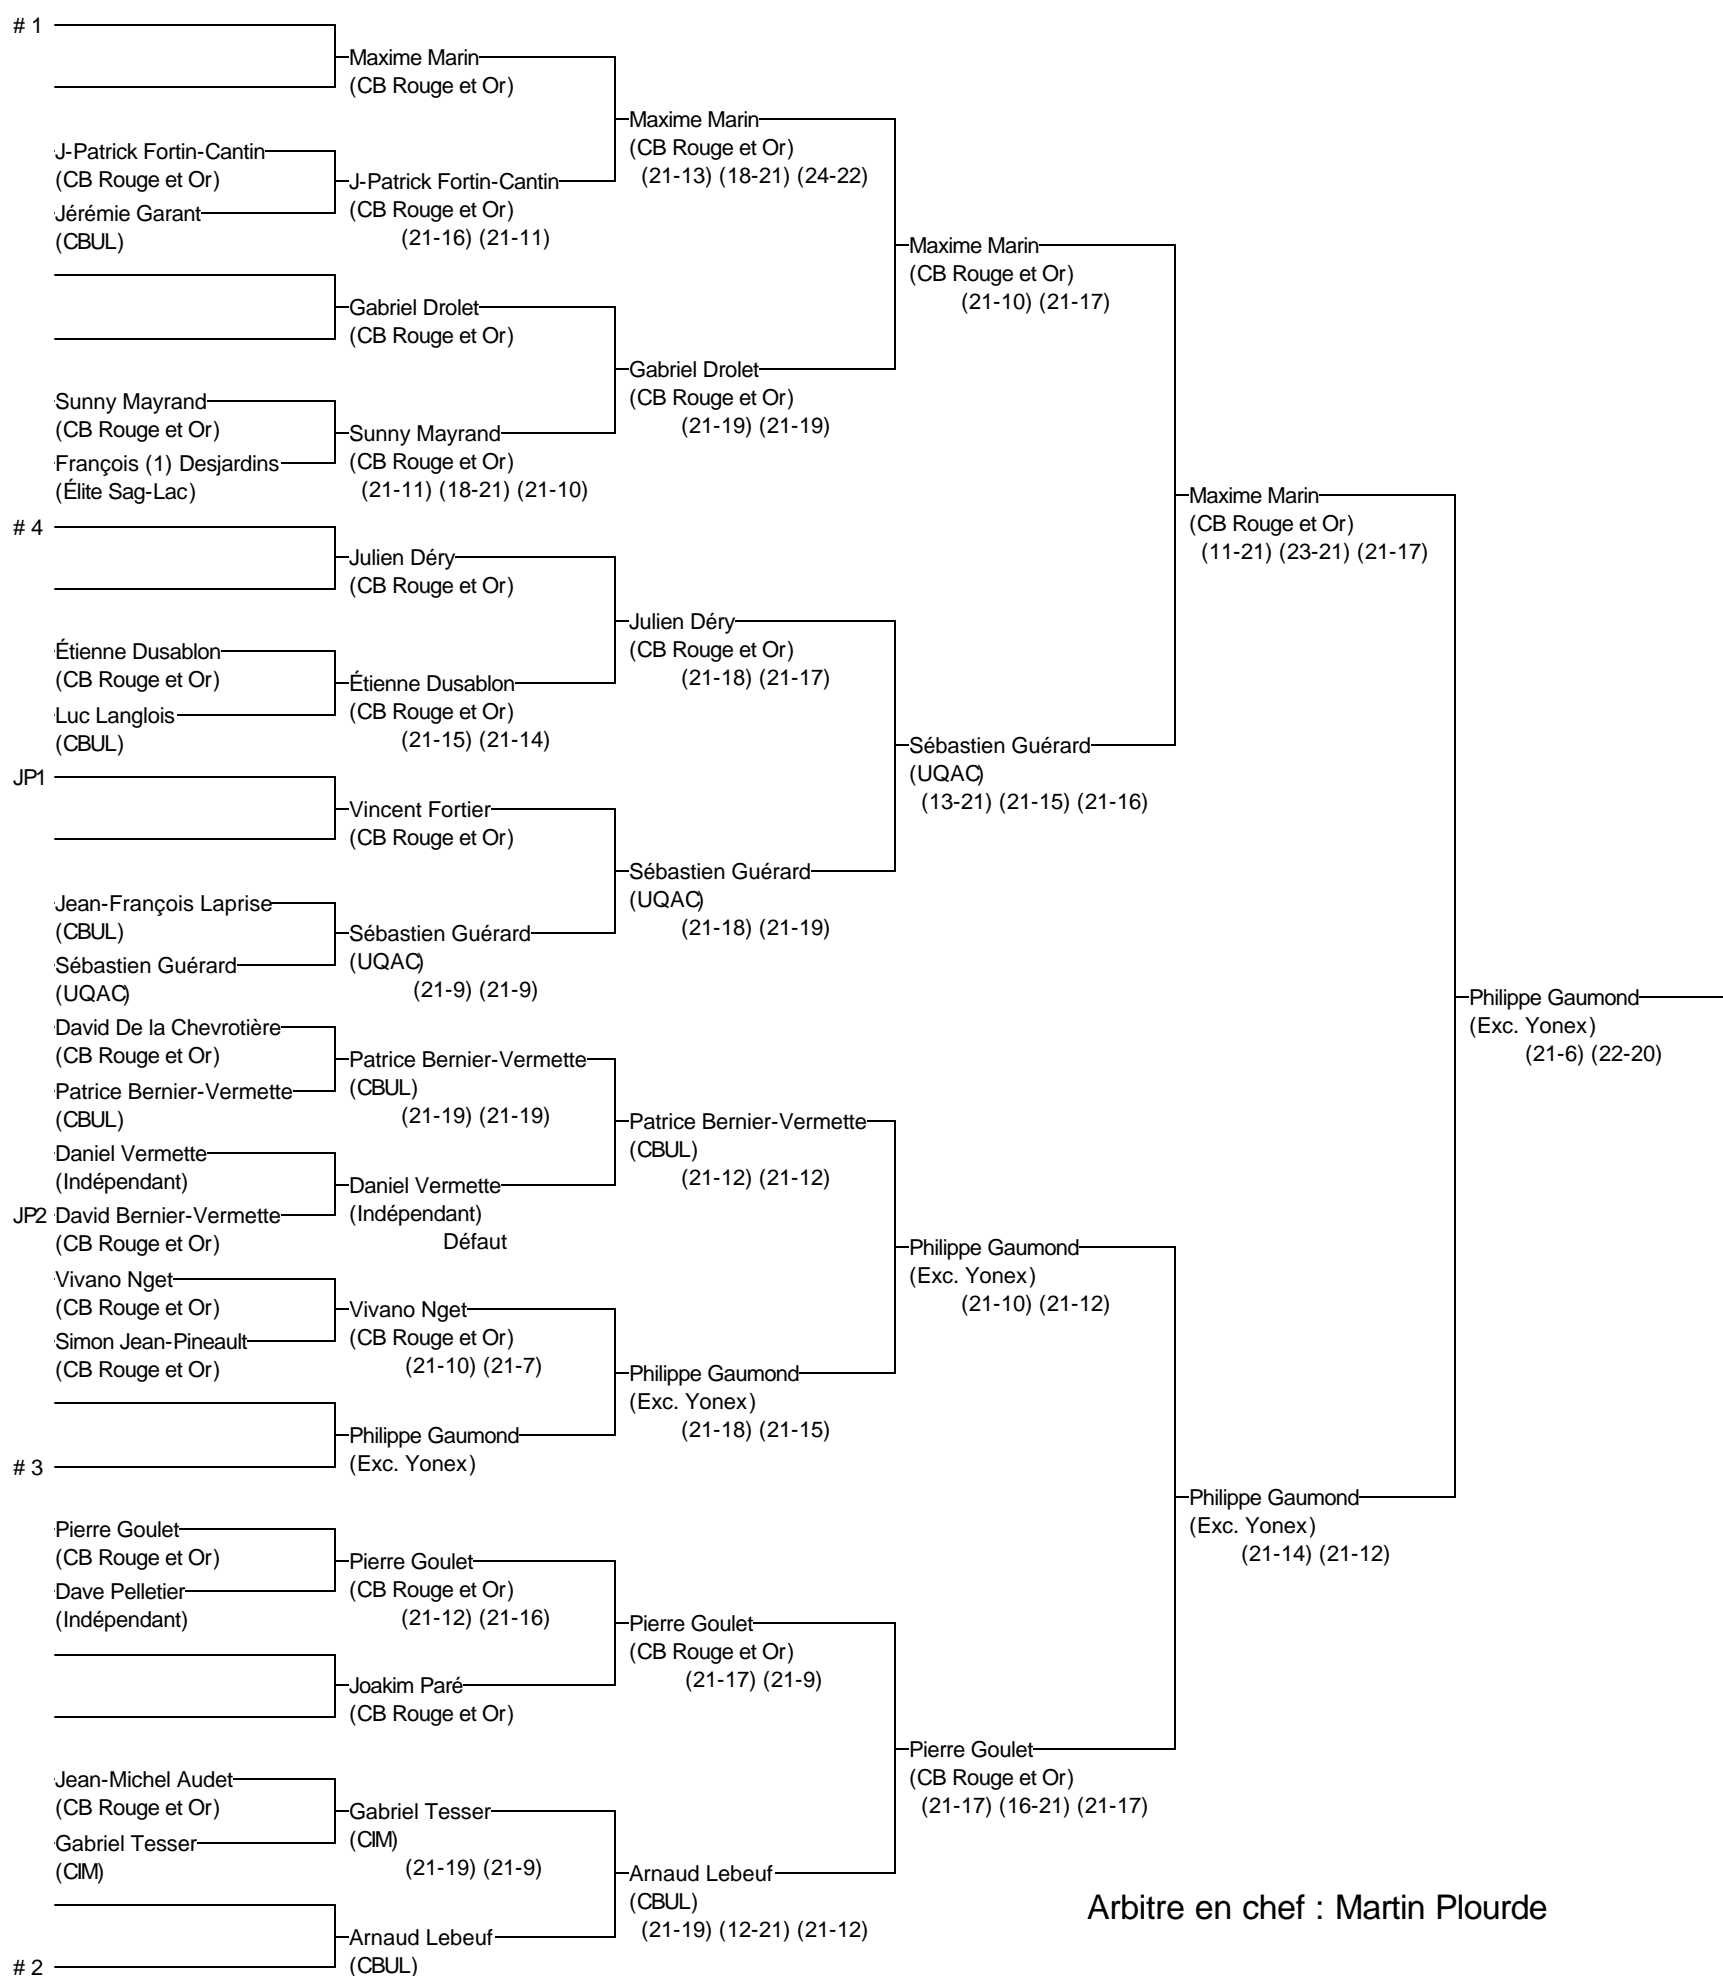 # 1
Maxime Marin
(CB Rouge et Or)
Maxime Marin
(CB Rouge et Or)
(21-13) (18-21) (24-22)
J-Patrick Fortin-Cantin
(CB Rouge et Or)
J-Patrick Fortin-Cantin
(CB Rouge et Or)
(21-16) (21-11)
Jérémie Garant
(CBUL)
Maxime Marin
(CB Rouge et Or)
(21-10) (21-17)
Gabriel Drolet
(CB Rouge et Or)
Gabriel Drolet
(CB Rouge et Or)
(21-19) (21-19)
Sunny Mayrand
(CB Rouge et Or)
Sunny Mayrand
(CB Rouge et Or)
(21-11) (18-21) (21-10)
François (1) Desjardins
(Élite Sag-Lac)
Maxime Marin
(CB Rouge et Or)
(11-21) (23-21) (21-17)
# 4
Julien Déry
(CB Rouge et Or)
Julien Déry
(CB Rouge et Or)
(21-18) (21-17)
Étienne Dusablon
(CB Rouge et Or)
Étienne Dusablon
(CB Rouge et Or)
(21-15) (21-14)
Luc Langlois
(CBUL)
Sébastien Guérard
(UQAC)
(13-21) (21-15) (21-16)
JP1
Vincent Fortier
(CB Rouge et Or)
Sébastien Guérard
(UQAC)
(21-18) (21-19)
Jean-François Laprise
(CBUL)
Sébastien Guérard
(UQAC)
(21-9) (21-9)
Sébastien Guérard
(UQAC)
Philippe Gaumond
(Exc. Yonex)
(21-6) (22-20)
David De la Chevrotière
(CB Rouge et Or)
Patrice Bernier-Vermette
(CBUL)
(21-19) (21-19)
Patrice Bernier-Vermette
(CBUL)
Patrice Bernier-Vermette
(CBUL)
(21-12) (21-12)
Daniel Vermette
(Indépendant)
Daniel Vermette
(Indépendant)
Défaut
JP2 David Bernier-Vermette
(CB Rouge et Or)
Philippe Gaumond
(Exc. Yonex)
(21-10) (21-12)
Vivano Nget
(CB Rouge et Or)
Vivano Nget
(CB Rouge et Or)
(21-10) (21-7)
Simon Jean-Pineault
(CB Rouge et Or)
Philippe Gaumond
(Exc. Yonex)
(21-18) (21-15)
Philippe Gaumond
(Exc. Yonex)
# 3
Philippe Gaumond
(Exc. Yonex)
(21-14) (21-12)
Pierre Goulet
(CB Rouge et Or)
Pierre Goulet
(CB Rouge et Or)
(21-12) (21-16)
Dave Pelletier
(Indépendant)
Pierre Goulet
(CB Rouge et Or)
(21-17) (21-9)
Joakim Paré
(CB Rouge et Or)
Pierre Goulet
(CB Rouge et Or)
(21-17) (16-21) (21-17)
Jean-Michel Audet
(CB Rouge et Or)
Gabriel Tesser
(CIM)
(21-19) (21-9)
Gabriel Tesser
(CIM)
Arnaud Lebeuf
(CBUL)
(21-19) (12-21) (21-12)
Arnaud Lebeuf
(CBUL)
# 2
Arbitre en chef : Martin Plourde